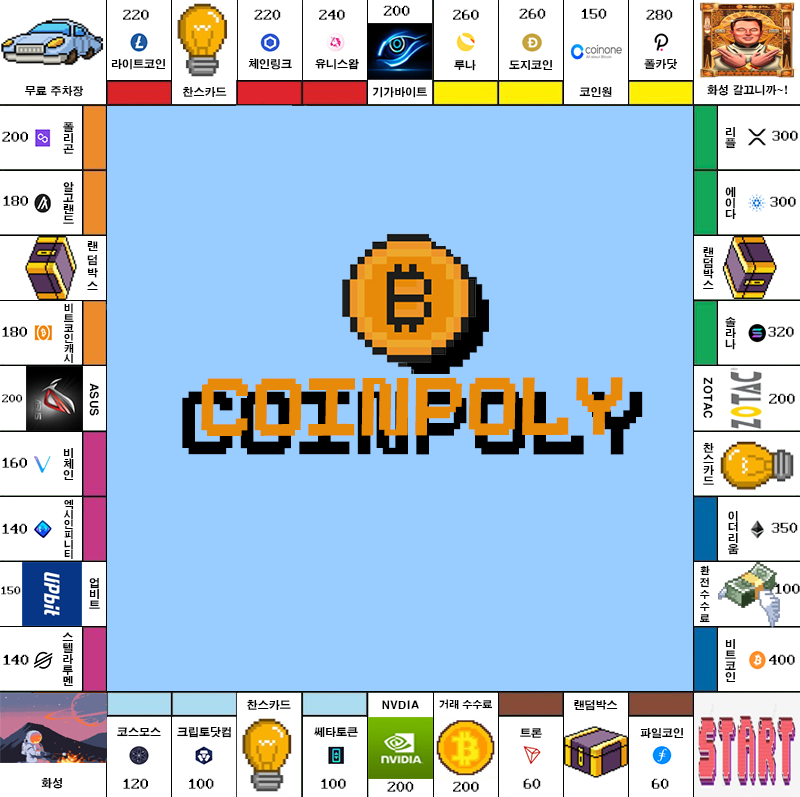 220
라이트코인
찬스카드
220
체인링크
240
유니스왑
200
기가바이트
260
루나
260
도지코인
150
coinone
코인원
280
폴카닷
무료 주차장
화성 갈끄니까~!
200
폴리곤
180
알고랜드
랜덤박스
180
비트코인캐시
200
ASUS
160
비체인
140
엑시인피니티
150
UPbit
업비트
140
스텔라루멘
COINPOLY
리플
300
에이다
300
랜덤박스
솔라나
320
ZOTAC
ZOTAC
200
찬스카드
이더리움
350
환전수수료
100
비트코인
400
화성
코스모스
120
크립토닷컴
100
찬스카드
쎄타토큰
100
NVDIA
NVIDIA
200
거래 수수료
200
트론
60
랜덤박스
파일코인
60
START